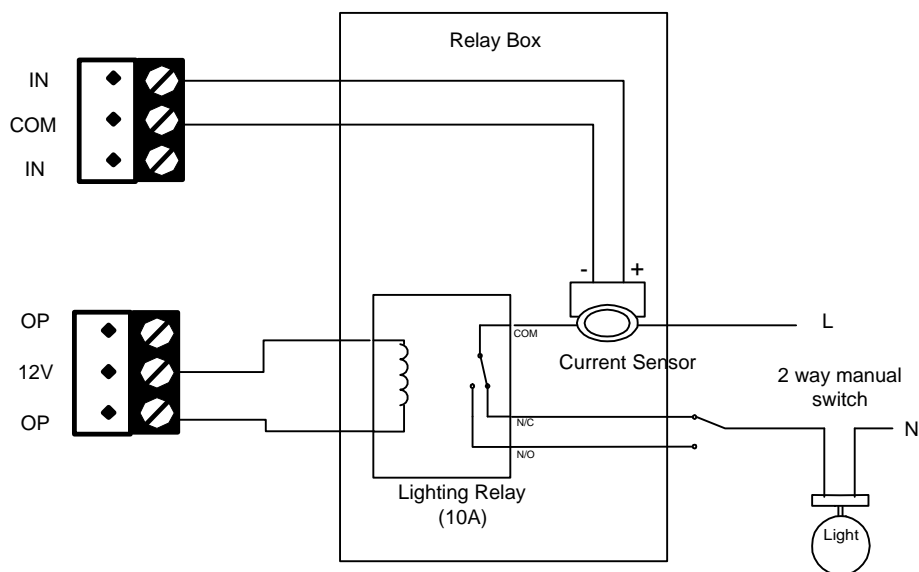 Relay Box
IN
COM
IN
- +
OP
12V
OP
COM
L
Current Sensor
2 way manual
switch
N/C
N
N/O
Lighting Relay
(10A)
Light